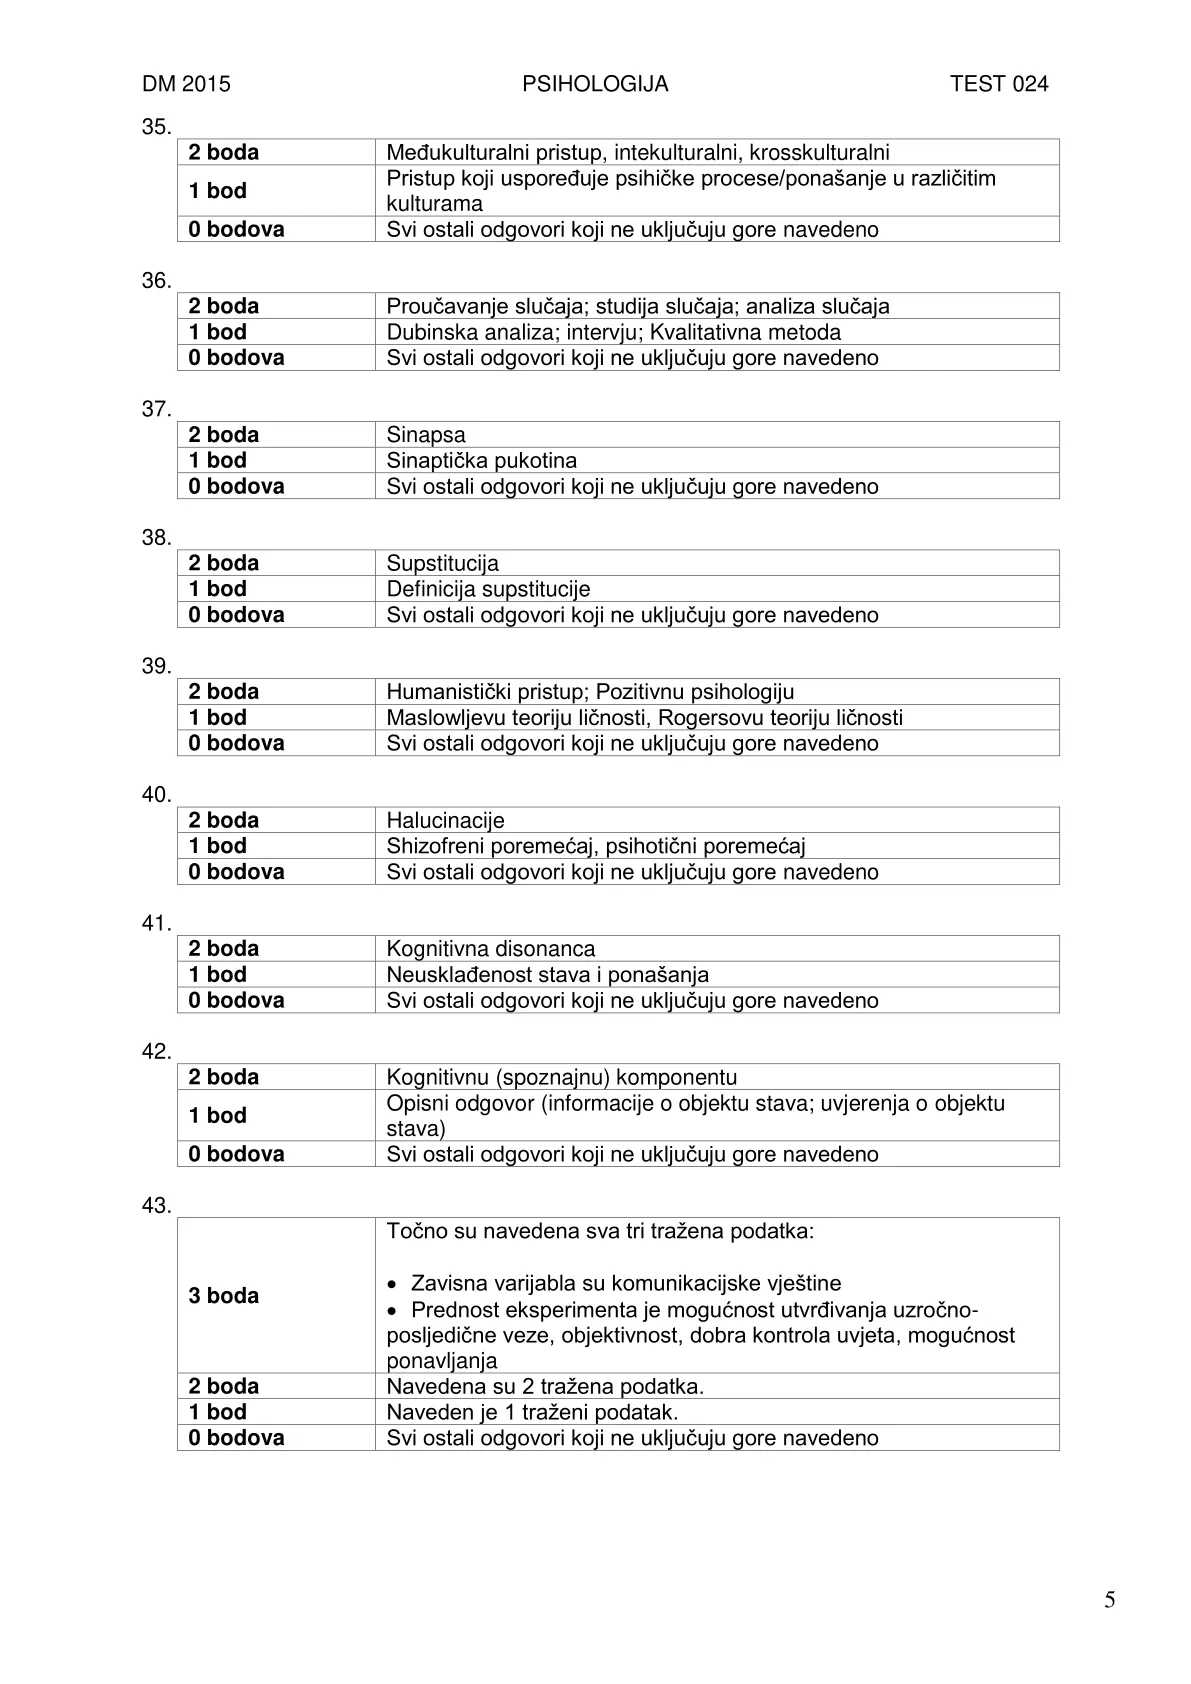 DM 2015 PSIHOLOGIJA TEST 024
35.
2 boda Međukulturalni pristup, intekulturalni, krosskulturalni
1 bod Pristup koji uspoređuje psihičke procese/ponašanje u različitim
kulturama
0 bodova Svi ostali odgovori koji ne uključuju gore navedeno
36.
2 boda Proučavanje slučaja; studija slučaja; analiza slučaja
1 bod Dubinska analiza; intervju; Kvalitativna metoda
0 bodova Svi ostali odgovori koji ne uključuju gore navedeno
37.
2 boda Sinapsa
1 bod Sinaptička pukotina
0 bodova Svi ostali odgovori koji ne uključuju gore navedeno
38.
2 boda Supstitucija
1 bod Definicija supstitucije
0 bodova Svi ostali odgovori koji ne uključuju gore navedeno
39.
2 boda Humanistički pristup; Pozitivnu psihologiju
1 bod Maslowljevu teoriju ličnosti, Rogersovu teoriju ličnosti
0 bodova Svi ostali odgovori koji ne uključuju gore navedeno
40.
2 boda Halucinacije
1 bod Shizofreni poremećaj, psihotični poremećaj
0 bodova Svi ostali odgovori koji ne uključuju gore navedeno
41.
2 boda Kognitivna disonanca
1 bod Neusklađenost stava i ponašanja
0 bodova Svi ostali odgovori koji ne uključuju gore navedeno
42.
2 boda Kognitivnu (spoznajnu) komponentu
1 bod Opisni odgovor (informacije o objektu stava; uvjerenja o objektu
stava)
0 bodova Svi ostali odgovori koji ne uključuju gore navedeno
43.
3 boda Točno su navedena sva tri tražena podatka:
• Zavisna varijabla su komunikacijske vještine
• Prednost eksperimenta je mogućnost utvrđivanja uzročno-
posljedične veze, objektivnost, dobra kontrola uvjeta, mogućnost
ponavljanja
2 boda Navedena su 2 tražena podatka.
1 bod Naveden je 1 traženi podatak.
0 bodova Svi ostali odgovori koji ne uključuju gore navedeno
5